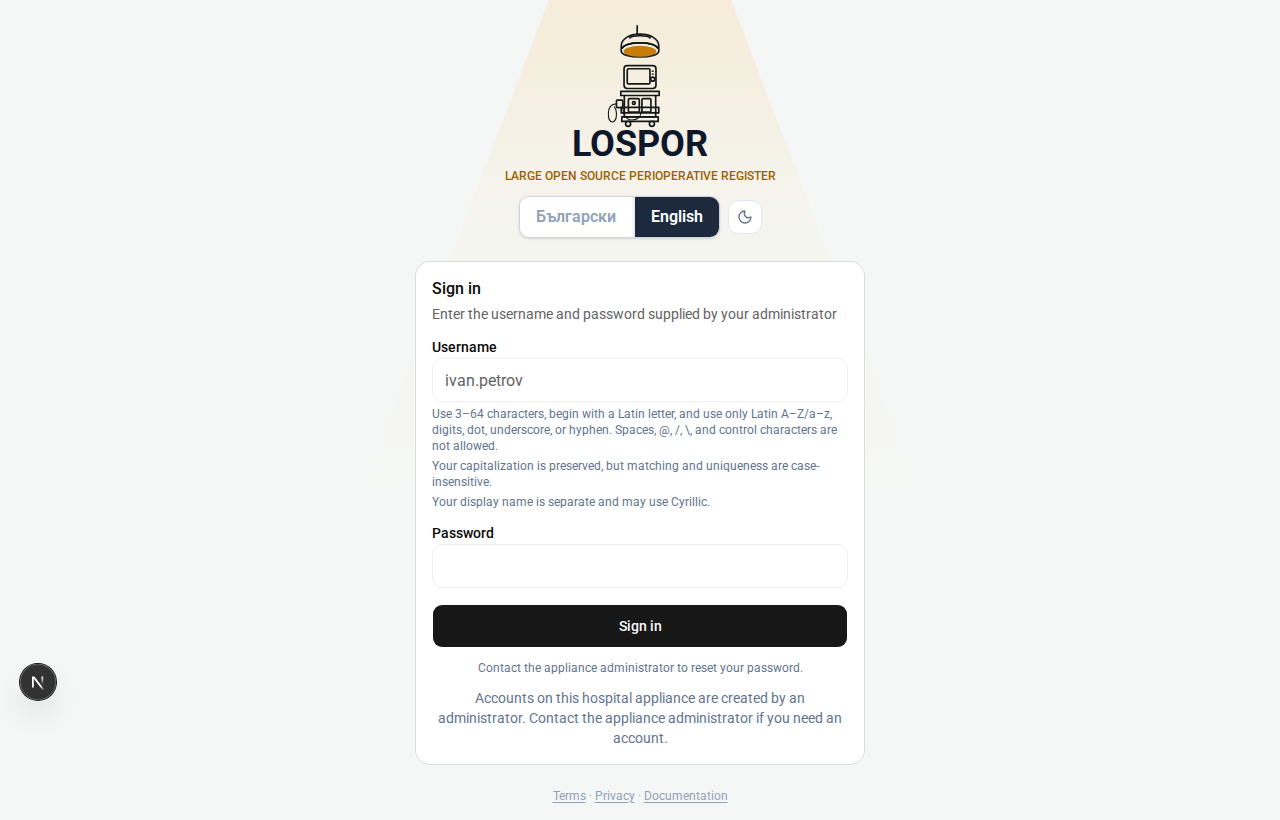 LOSPOR
LARGE OPEN SOURCE PERIOPERATIVE REGISTER
Български English
Sign in
Enter the username and password supplied by your administrator
Username
ivan.petrov
Use 3–64 characters, begin with a Latin letter, and use only Latin A–Z/a–z,
digits, dot, underscore, or hyphen. Spaces, @, /, \, and control characters are
not allowed.
Your capitalization is preserved, but matching and uniqueness are case-
insensitive.
Your display name is separate and may use Cyrillic.
Password
Sign in
Contact the appliance administrator to reset your password.
Accounts on this hospital appliance are created by an
administrator. Contact the appliance administrator if you need an
account.
N
Terms · Privacy · Documentation